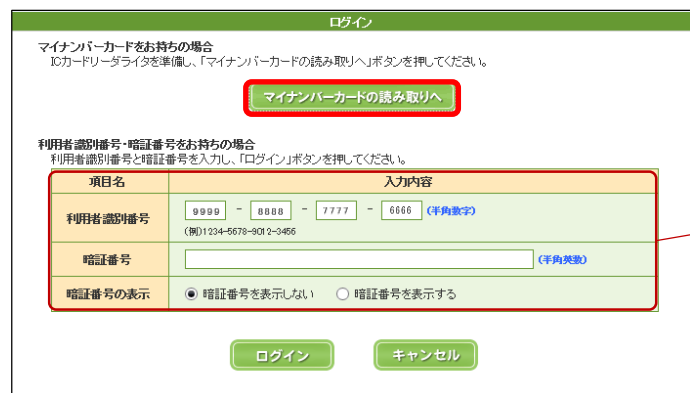 ログイン
マイナンバーカードをお持ちの場合
ICカードリーダライタを準備し、「マイナンバーカードの読み取りへ」ボタンを押してください。
マイナンバーカードの読み取りへ
利用者識別番号・暗証番号をお持ちの場合
利用者識別番号と暗証番号を入力し、「ログイン」ボタンを押してください。
項目名 入力内容
利用者識別番号 9999 - 8888 - 7777 - 6666 (半角数字)
(例)1234-5678-9012-3456
暗証番号 (半角英数)
暗証番号の表示 暗証番号を表示しない 暗証番号を表示する
ログイン キャンセル